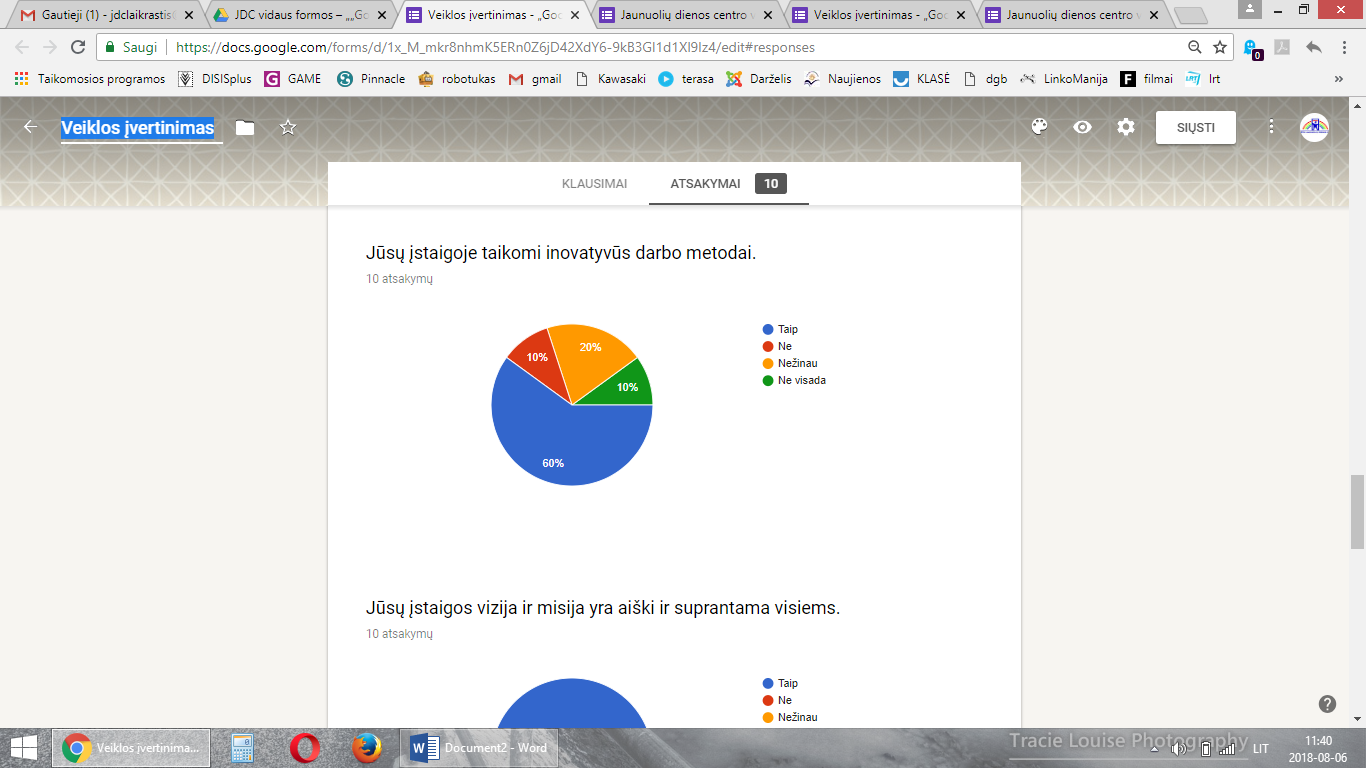 Gautieji (1) - jdclaikrastis
JDC vidaus formos – „Go
Veiklos įvertinimas - „Goo
Jaunuolių dienos centro v
Veiklos įvertinimas - „Goo
Jaunuolių dienos centro v
Saugi
https://docs.google.com/forms/d/1x_M_mkr8nhmK5ERn0Z6jD42XdY6-9kB3Gl1d1Xl9Iz4/edit#responses
0
Taikomosios programos
DISISplus
GAME
Pinnacle
robotukas
gmail
Kawasaki
terasa
Darželis
Naujienos
KLASĖ
dgb
LinkoManija
filmai
lrt
»
Veiklos įvertinimas
SIŲSTI
KLAUSIMAI
ATSAKYMAI
10
Jūsų įstaigoje taikomi inovatyvūs darbo metodai.
10 atsakymų
Taip
Ne
Nežinau
Ne visada
20%
10%
10%
60%
Jūsų įstaigos vizija ir misija yra aiški ir suprantama visiems.
10 atsakymų
Taip
Ne
Nežinau
Veiklos įvertinima...
Document2 - Word
Tracie Louise Photography
LIT
11:40
2018-08-06